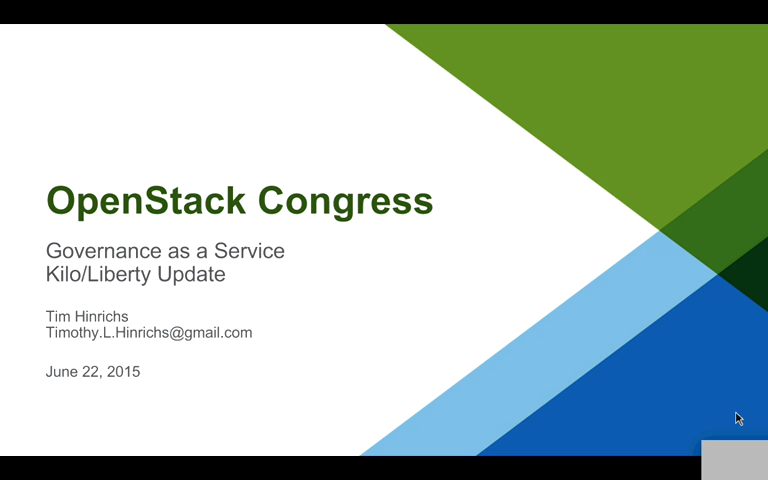 OpenStack Congress
Governance as a Service
Kilo/Liberty Update
Tim Hinrichs
Timothy.L.Hinrichs@gmail.com
June 22, 2015